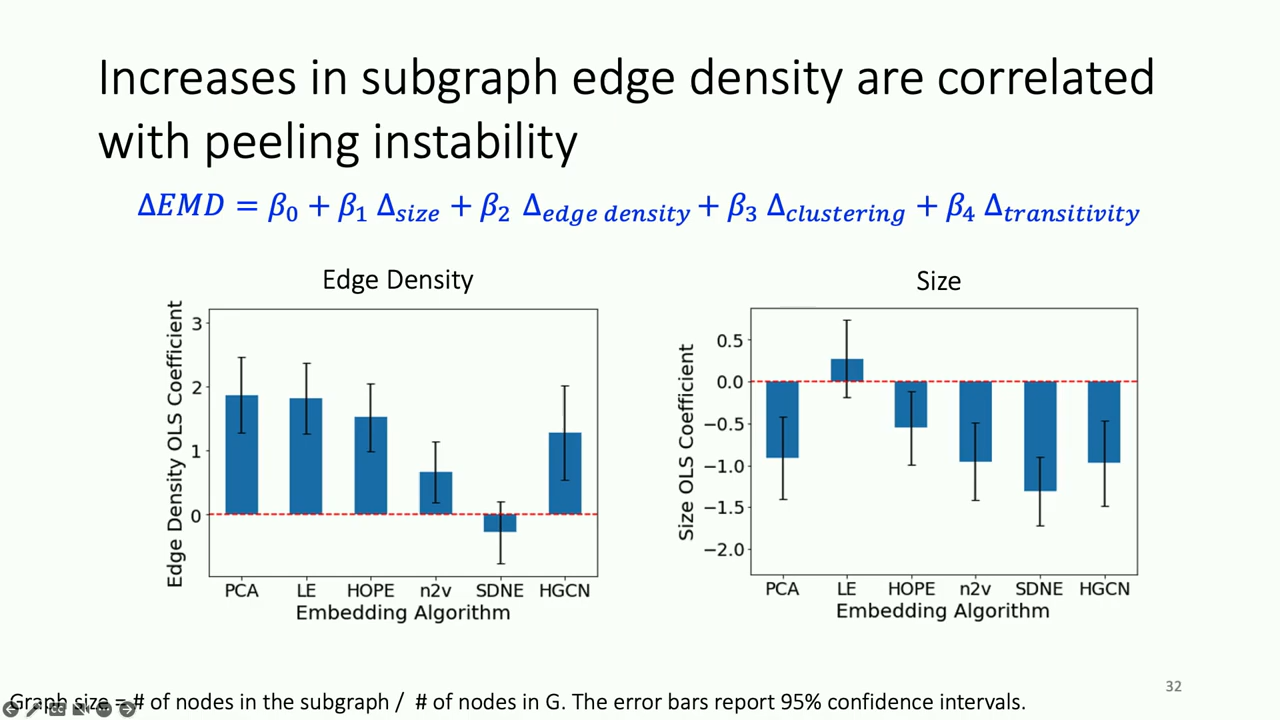 Increases in subgraph edge density are correlated
with peeling instability
ΔEMD = β₀ + β₁ Δ_size + β₂ Δ_edge density + β₃ Δ_clustering + β₄ Δ_transitivity
Edge Density
Edge Density OLS Coefficient
3
2
1
0
PCA LE HOPE n2v SDNE HGCN
Embedding Algorithm
Size
Size OLS Coefficient
0.5
0.0
−0.5
−1.0
−1.5
−2.0
PCA LE HOPE n2v SDNE HGCN
Embedding Algorithm
32
Graph size = # of nodes in the subgraph / # of nodes in G. The error bars report 95% confidence intervals.